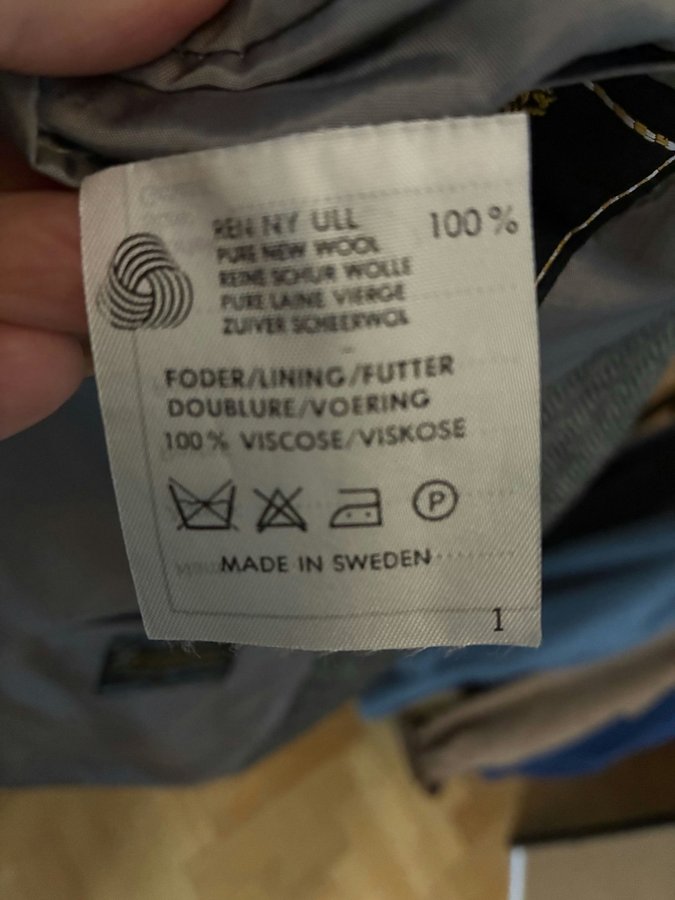 REN NY ULL 100%
PURE NEW WOOL
REINE SCHUR WOLLE
PURE LAINE VIERGE
ZUIVER SCHEERWOL
FODER/LINING/FUTTER
DOUBLURE/VOERING
100% VISCOSE/VISKOSE
P
MADE IN SWEDEN
1